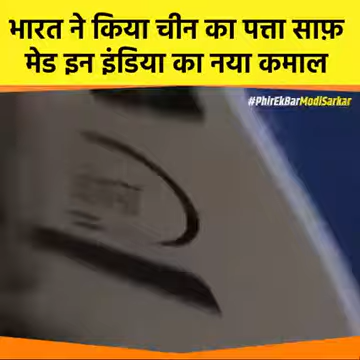 भारत ने किया चीन का पत्ता साफ़
मेड इन इंडिया का नया कमाल
#PhirEkBarModiSarkar